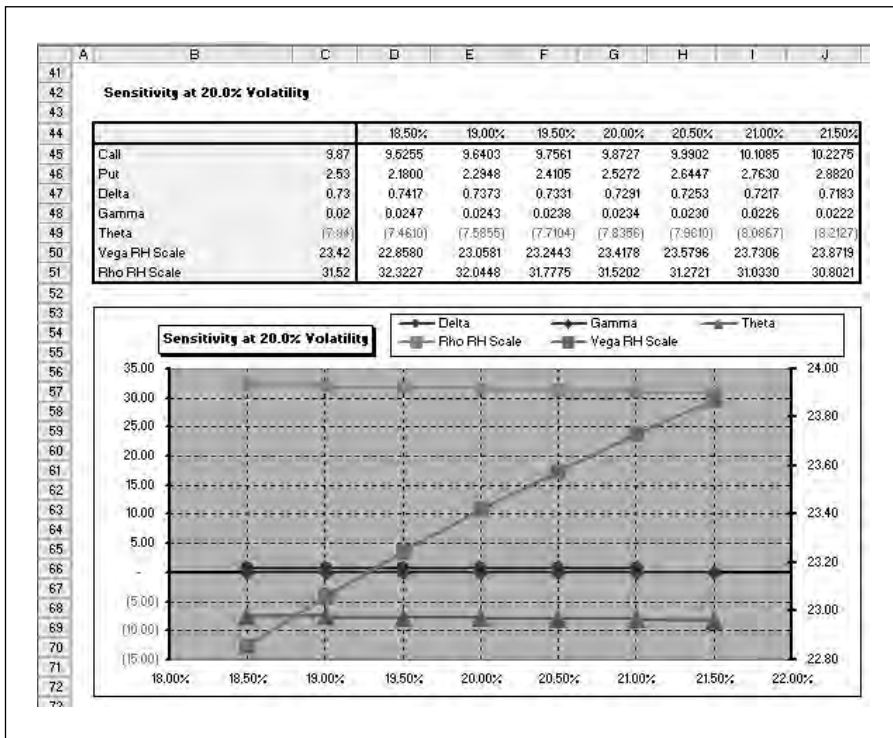 A B C D E F G H I J
41
42 Sensitivity at 20.0% Volatility
43
44 18.50% 19.00% 19.50% 20.00% 20.50% 21.00% 21.50%
45 Call 9.87 9.5255 9.6403 9.7561 9.8727 9.9902 10.1085 10.2275
46 Put 2.53 2.1800 2.2948 2.4105 2.5272 2.6447 2.7630 2.8820
47 Delta 0.73 0.7417 0.7373 0.7331 0.7291 0.7253 0.7217 0.7183
48 Gamma 0.02 0.0247 0.0243 0.0238 0.0234 0.0230 0.0226 0.0222
49 Theta (7.84) (7.4610) (7.5855) (7.7104) (7.8356) (7.9610) (8.0867) (8.2127)
50 Vega RH Scale 23.42 22.8580 23.0581 23.2443 23.4178 23.5796 23.7306 23.8719
51 Rho RH Scale 31.52 32.3227 32.0448 31.7775 31.5202 31.2721 31.0330 30.8021
52
53 Delta Gamma Theta
54 Sensitivity at 20.0% Volatility Rho RH Scale Vega RH Scale
55
56 35.00 24.00
57 30.00
58 23.80
59 25.00
60 20.00
61 23.60
62 15.00
63 10.00 23.40
64
65 5.00
66 - 23.20
67 (5.00)
68 23.00
69 (10.00)
70
71 (15.00) 22.80
72 18.00% 18.50% 19.00% 19.50% 20.00% 20.50% 21.00% 21.50% 22.00%